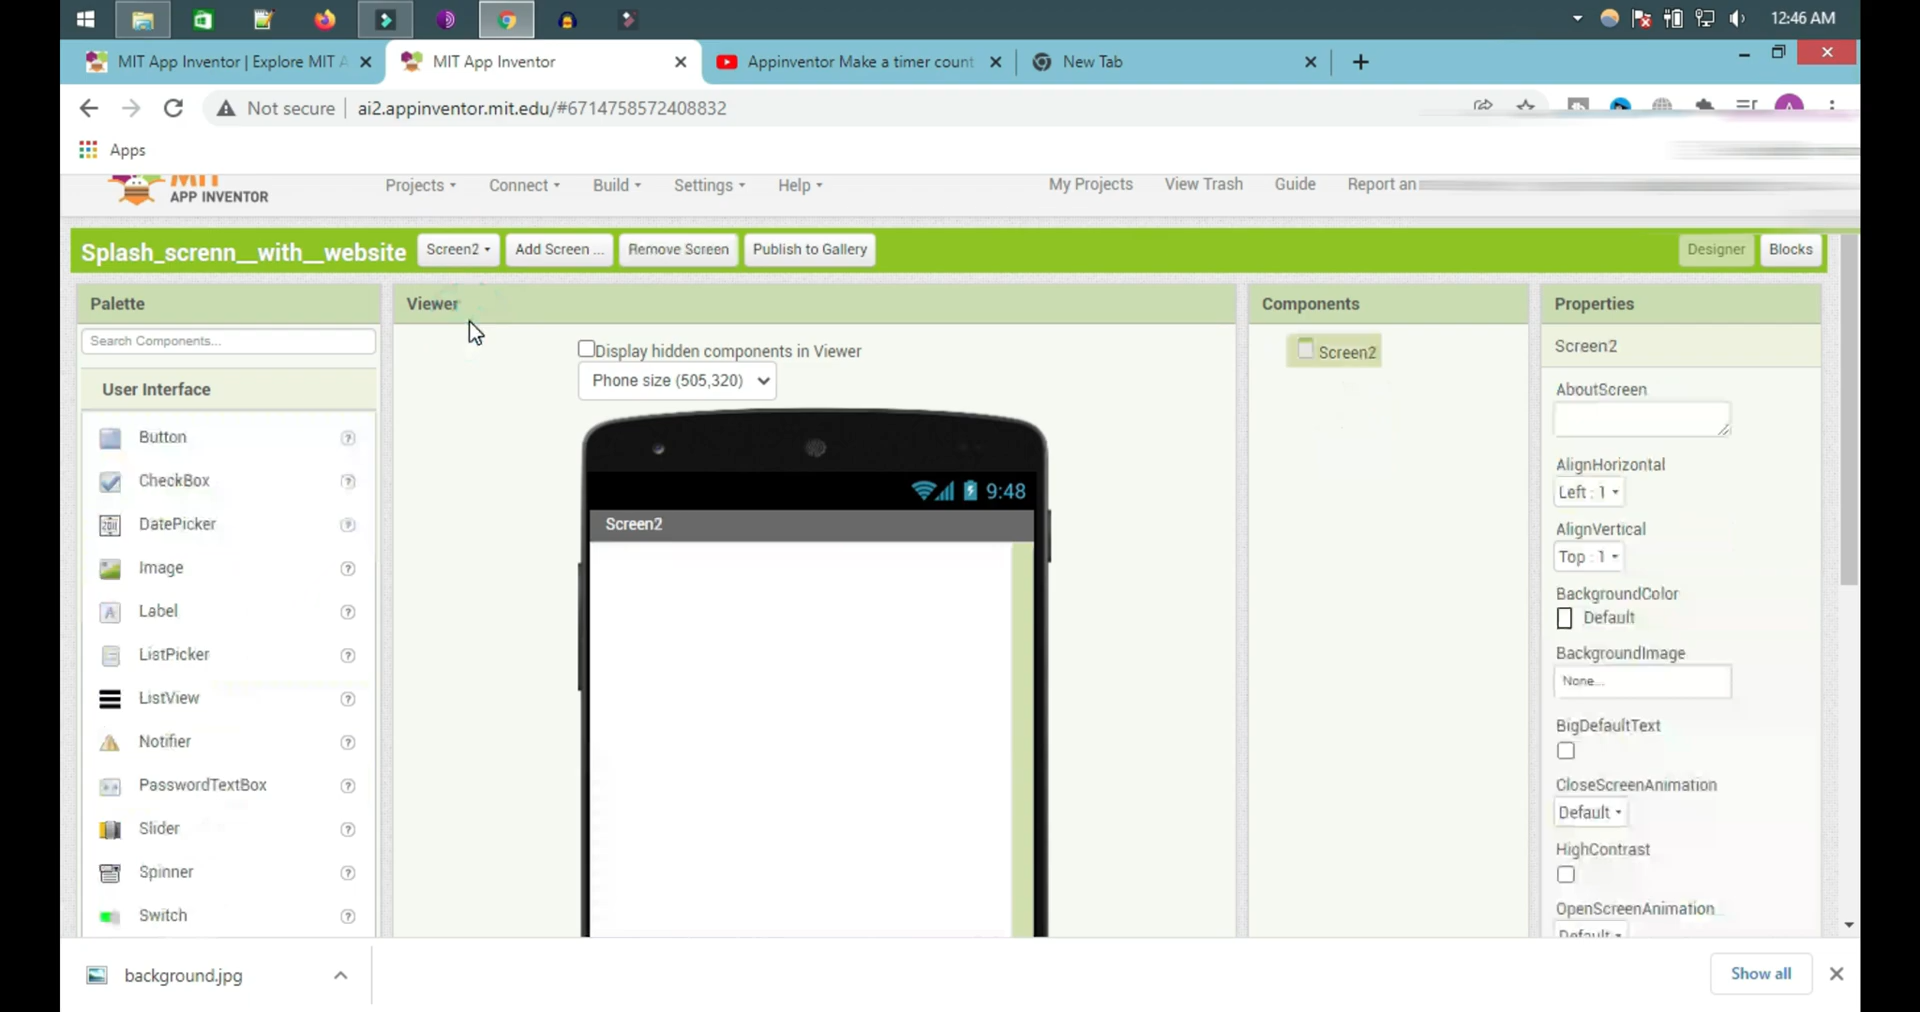 12:46 AM
MIT App Inventor | Explore MIT A
MIT App Inventor
Appinventor Make a timer count
New Tab
Not secure
ai2.appinventor.mit.edu/#6714758572408832
Apps
MIT
APP INVENTOR
Projects
Connect
Build
Settings
Help
My Projects
View Trash
Guide
Report an
Splash_screnn__with__website
Screen2
Add Screen ...
Remove Screen
Publish to Gallery
Designer
Blocks
Palette
Search Components...
User Interface
Button
CheckBox
DatePicker
Image
Label
ListPicker
ListView
Notifier
PasswordTextBox
Slider
Spinner
Switch
Viewer
Display hidden components in Viewer
Phone size (505,320)
9:48
Screen2
Components
Screen2
Properties
Screen2
AboutScreen
AlignHorizontal
Left : 1
AlignVertical
Top : 1
BackgroundColor
Default
BackgroundImage
None...
BigDefaultText
CloseScreenAnimation
Default
HighContrast
OpenScreenAnimation
Default
background.jpg
Show all